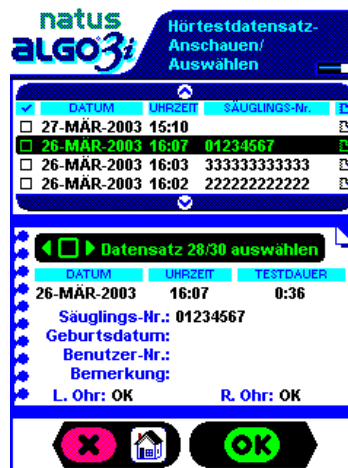 natus
ALGO3i
Hörtestdatensatz-
Anschauen/
Auswählen
DATUM UHRZEIT SÄUGLINGS-Nr.
27-MÄR-2003 15:10
26-MÄR-2003 16:07 01234567
26-MÄR-2003 16:03 333333333333
26-MÄR-2003 16:02 222222222222
Datensatz 28/30 auswählen
DATUM UHRZEIT TESTDAUER
26-MÄR-2003 16:07 0:36
Säuglings-Nr.: 01234567
Geburtsdatum:
Benutzer-Nr.:
Bemerkung:
L. Ohr: OK R. Ohr: OK
OK